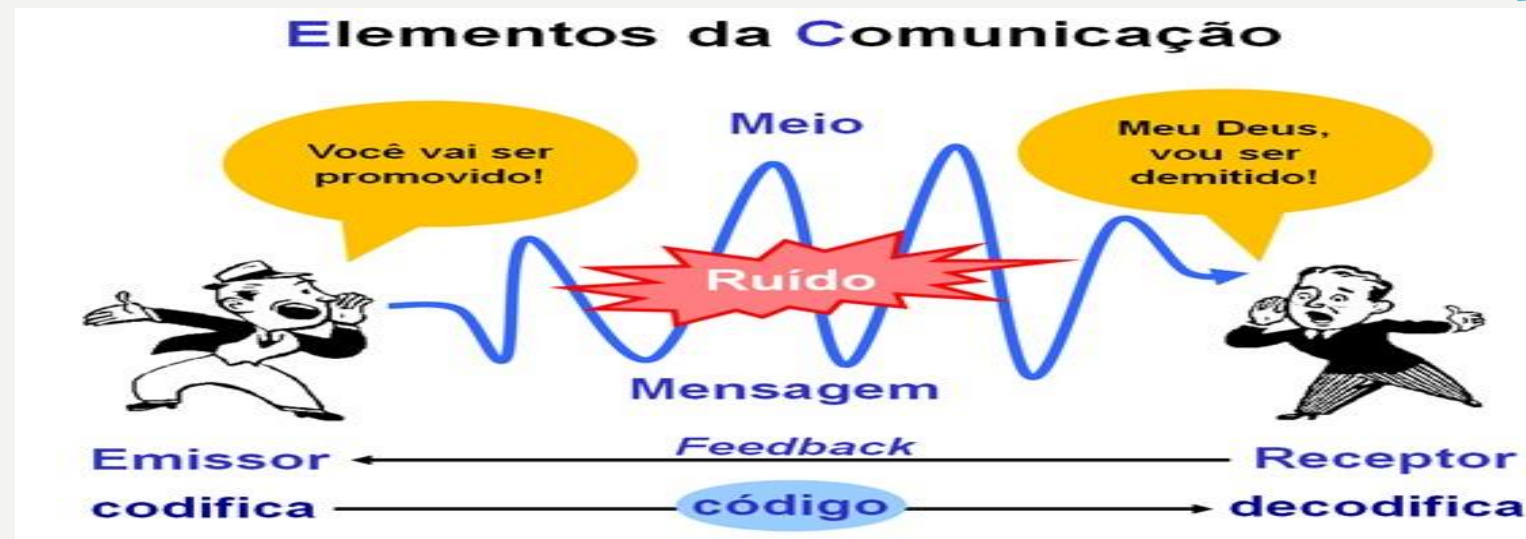 Elementos da Comunicação
Você vai ser
promovido!
Meio
Meu Deus,
vou ser
demitido!
Ruído
Mensagem
Emissor
Feedback
Receptor
codifica
código
decodifica